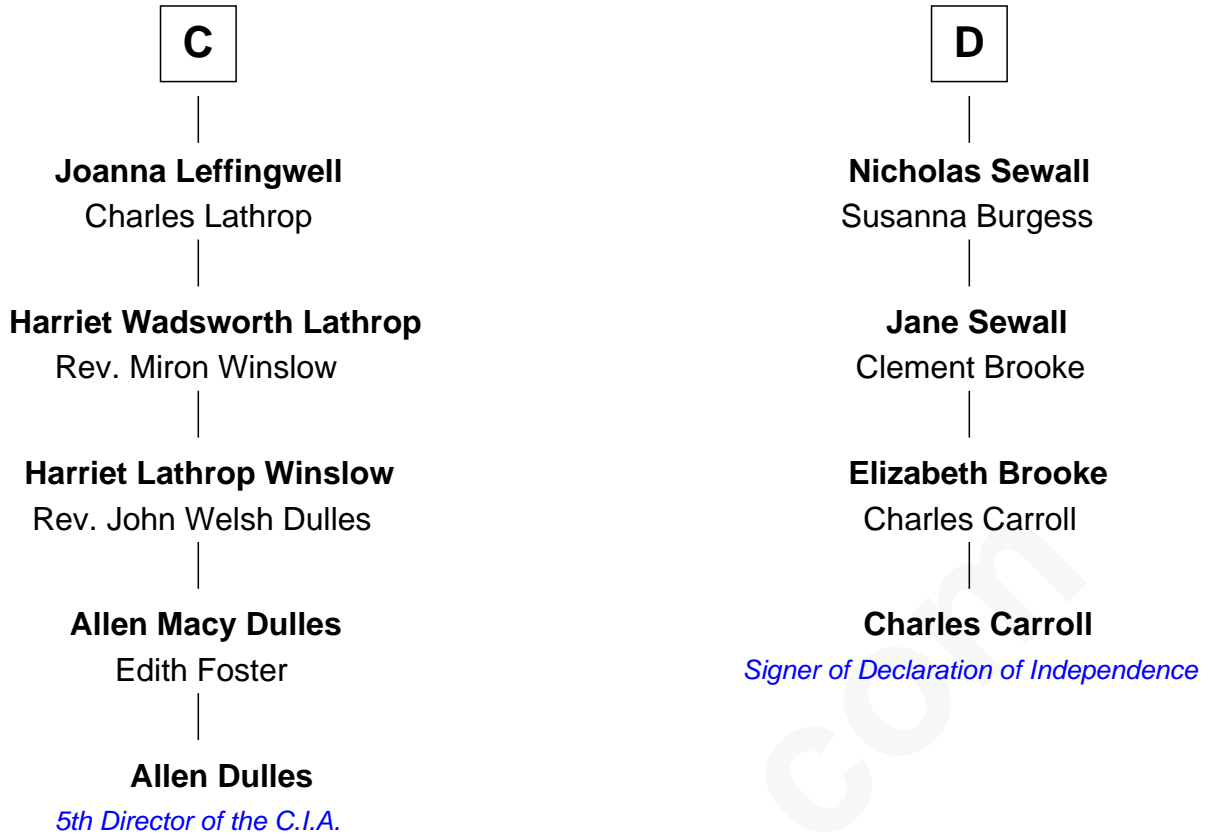 C
Joanna Leffingwell
Charles Lathrop
Harriet Wadsworth Lathrop
Rev. Miron Winslow
Harriet Lathrop Winslow
Rev. John Welsh Dulles
Allen Macy Dulles
Edith Foster
Allen Dulles
5th Director of the C.I.A.
D
Nicholas Sewall
Susanna Burgess
Jane Sewall
Clement Brooke
Elizabeth Brooke
Charles Carroll
Charles Carroll
Signer of Declaration of Independence
com